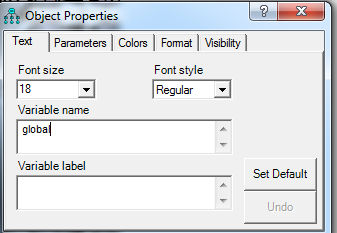 Object Properties
Text Parameters Colors Format Visibility
Font size Font style
18 Regular
Variable name
global
Variable label
Set Default
Undo